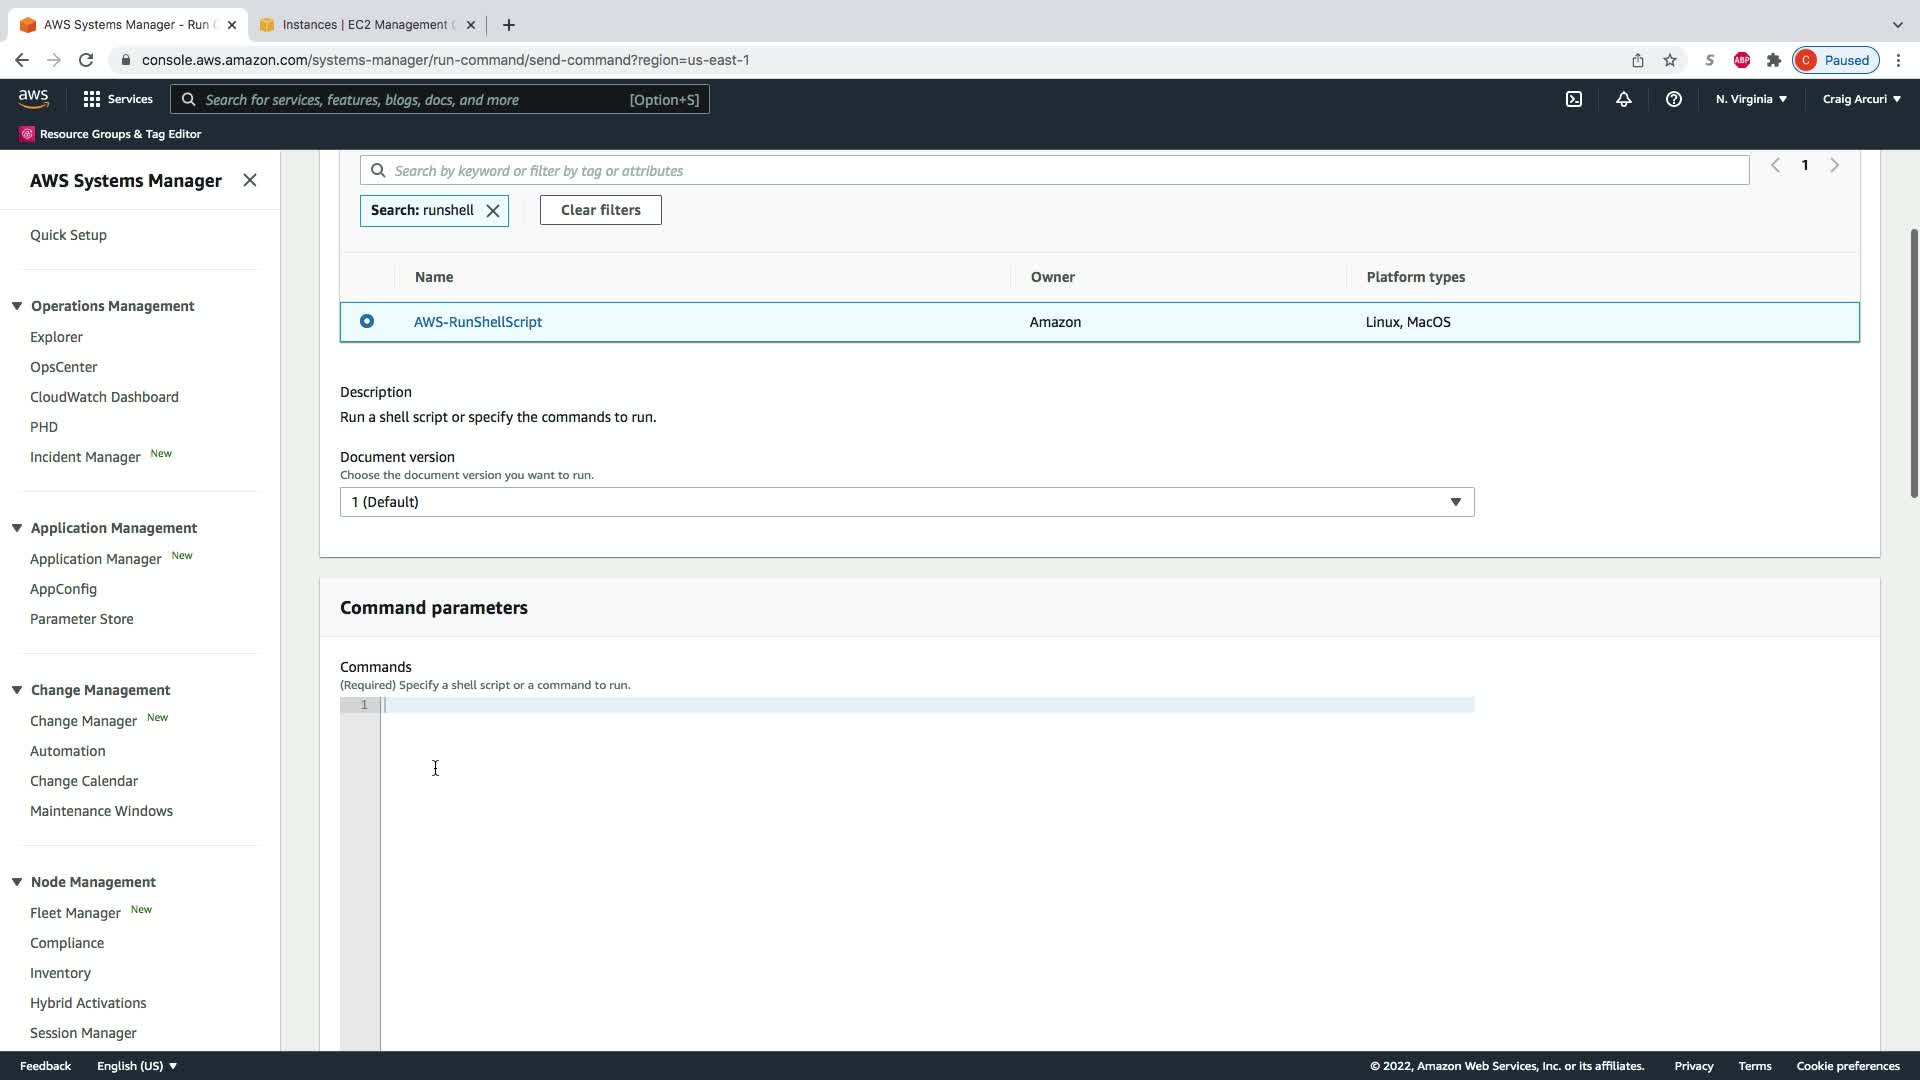 AWS Systems Manager - Run C
Instances | EC2 Management C
console.aws.amazon.com/systems-manager/run-command/send-command?region=us-east-1
S
ABP
C
Paused
aws
Services
Search for services, features, blogs, docs, and more
[Option+S]
N. Virginia
Craig Arcuri
Resource Groups & Tag Editor
AWS Systems Manager
Quick Setup
Operations Management
Explorer
OpsCenter
CloudWatch Dashboard
PHD
Incident Manager New
Application Management
Application Manager New
AppConfig
Parameter Store
Change Management
Change Manager New
Automation
Change Calendar
Maintenance Windows
Node Management
Fleet Manager New
Compliance
Inventory
Hybrid Activations
Session Manager
Search by keyword or filter by tag or attributes
1
Search: runshell
Clear filters
Name
Owner
Platform types
AWS-RunShellScript
Amazon
Linux, MacOS
Description
Run a shell script or specify the commands to run.
Document version
Choose the document version you want to run.
1 (Default)
Command parameters
Commands
(Required) Specify a shell script or a command to run.
1
Feedback
English (US)
© 2022, Amazon Web Services, Inc. or its affiliates.
Privacy
Terms
Cookie preferences